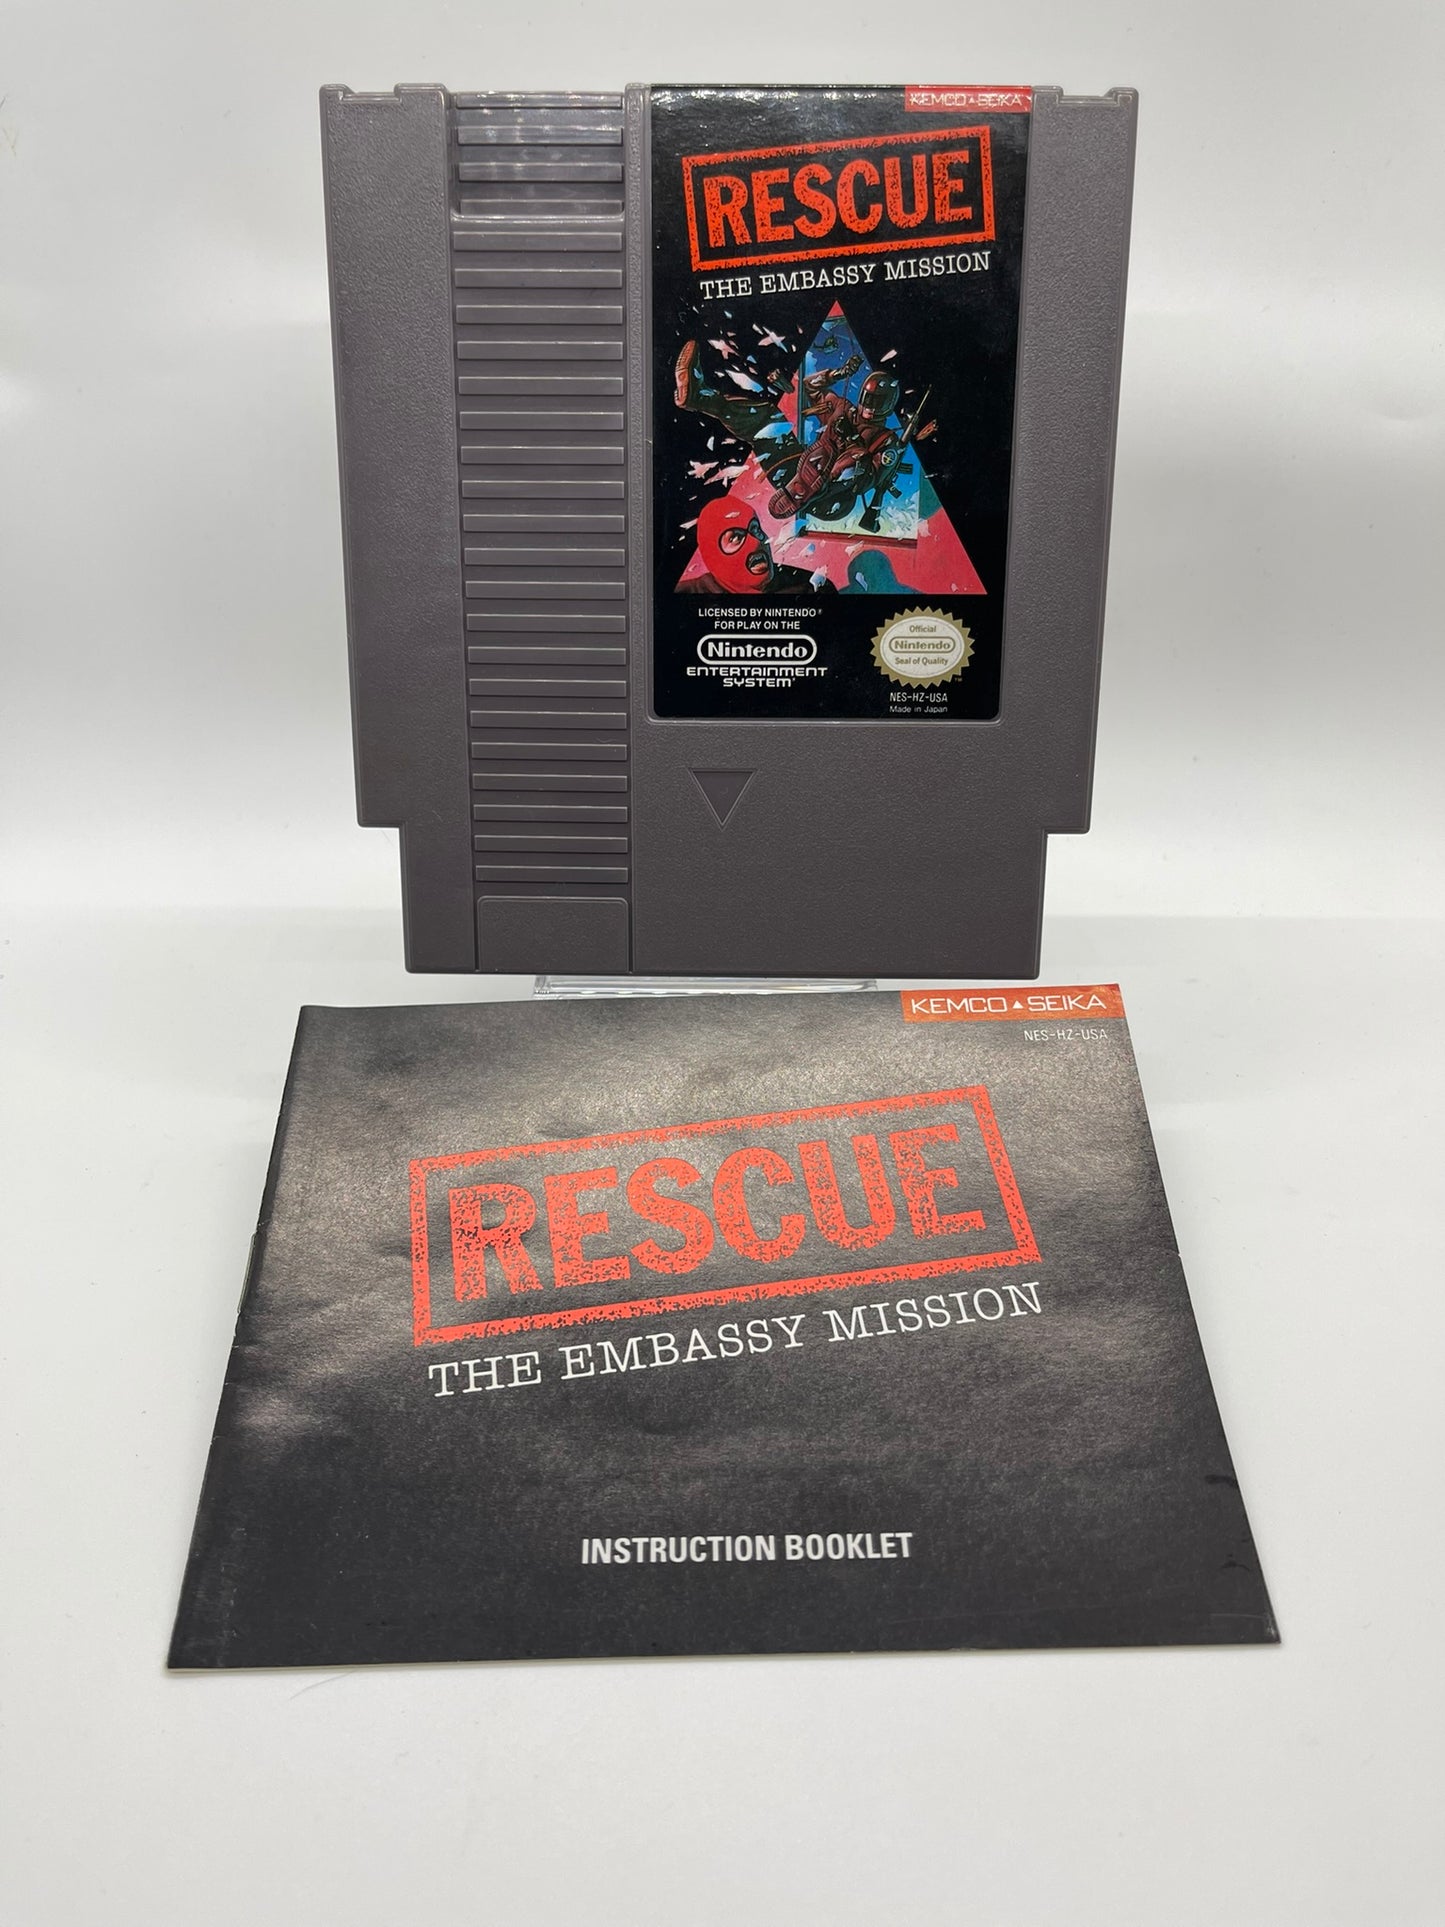 KEMCO▲SEIKA
RESCUE
THE EMBASSY MISSION
LICENSED BY NINTENDO®
FOR PLAY ON THE
Nintendo
ENTERTAINMENT
SYSTEM®
Official
Nintendo
Seal of Quality
TM
NES-HZ-USA
Made in Japan
KEMCO▲SEIKA
NES-HZ-USA
RESCUE
THE EMBASSY MISSION
INSTRUCTION BOOKLET